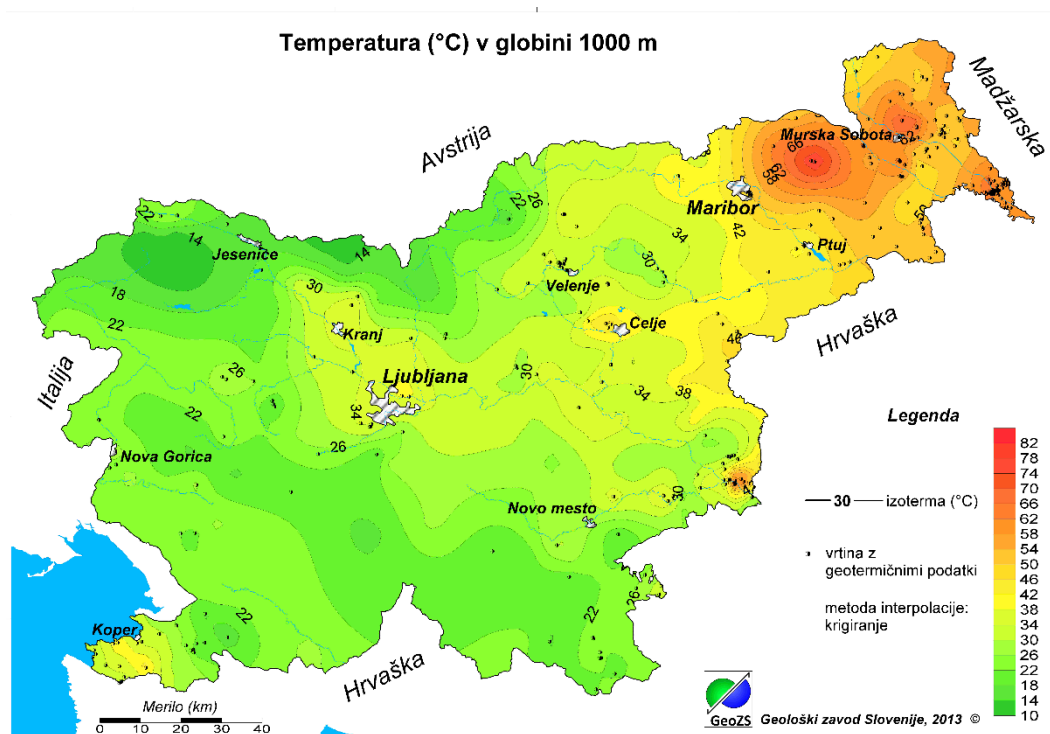 Temperatura (°C) v globini 1000 m
Madžarska
Avstrija
Murska Sobota
62
66
62
58
50
Maribor
42
Ptuj
22
26
34
30
22
14
Jesenice
14
18
22
30
Kranj
Velenje
Celje
46
Hrvaška
Italija
26
22
Ljubljana
34
26
30
34
38
Nova Gorica
Novo mesto
30
22
26
Koper
22
Hrvaška
Merilo (km)
0 10 20 30 40
Legenda
30 izoterma (°C)
vrtina z
geotermičnimi podatki
metoda interpolacije:
krigiranje
82
78
74
70
66
62
58
54
50
46
42
38
34
30
26
22
18
14
10
GeoZS
Geološki zavod Slovenije, 2013 ©